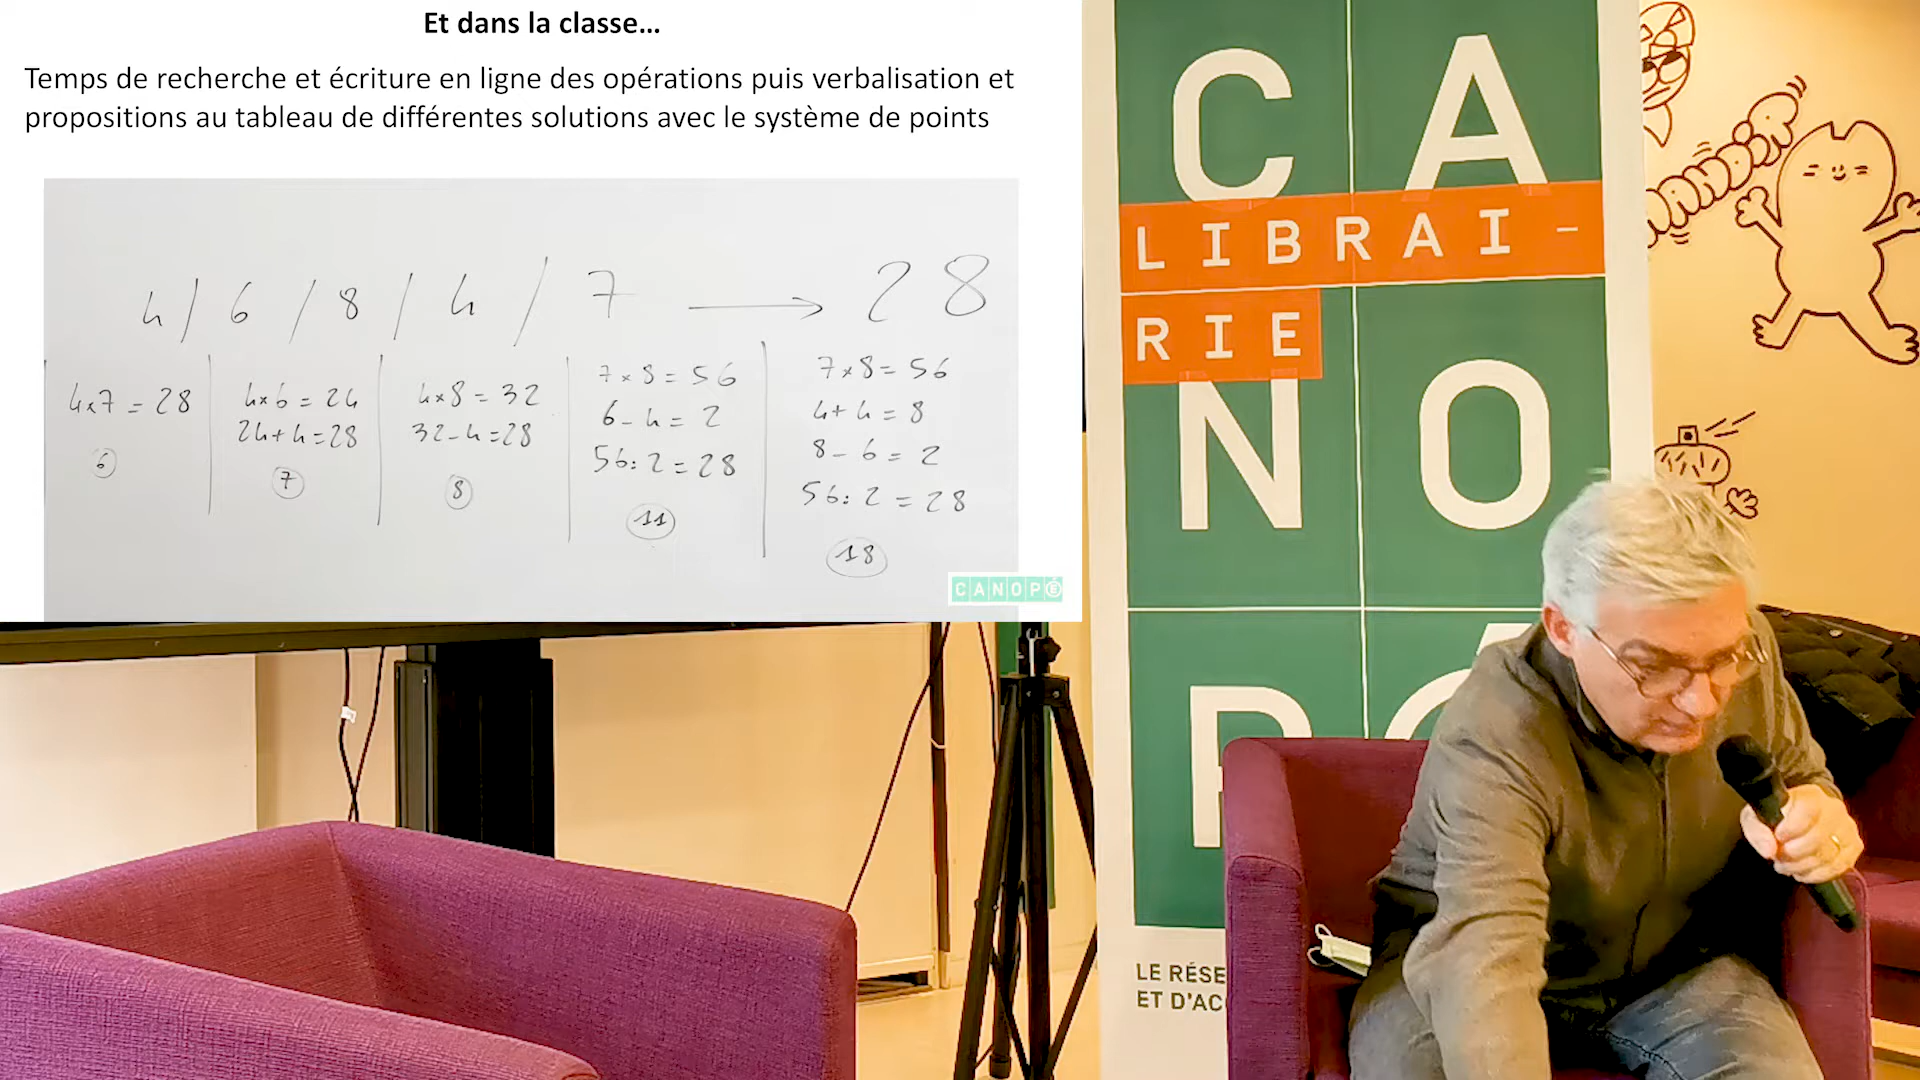 Et dans la classe...
Temps de recherche et écriture en ligne des opérations puis verbalisation et
propositions au tableau de différentes solutions avec le système de points
4 / 6 / 8 / 4 / 7 → 28
4x7 = 28
6
4x6 = 24
24+4=28
7
4x8 = 32
32-4=28
8
7x8=56
6-4=2
56:2=28
11
7x8=56
4+4=8
8-6=2
56:2=28
18
CANOPÉ
CA
LIBRAI-
RIE
NO
PÉ
LE RÉSE
ET D'AC